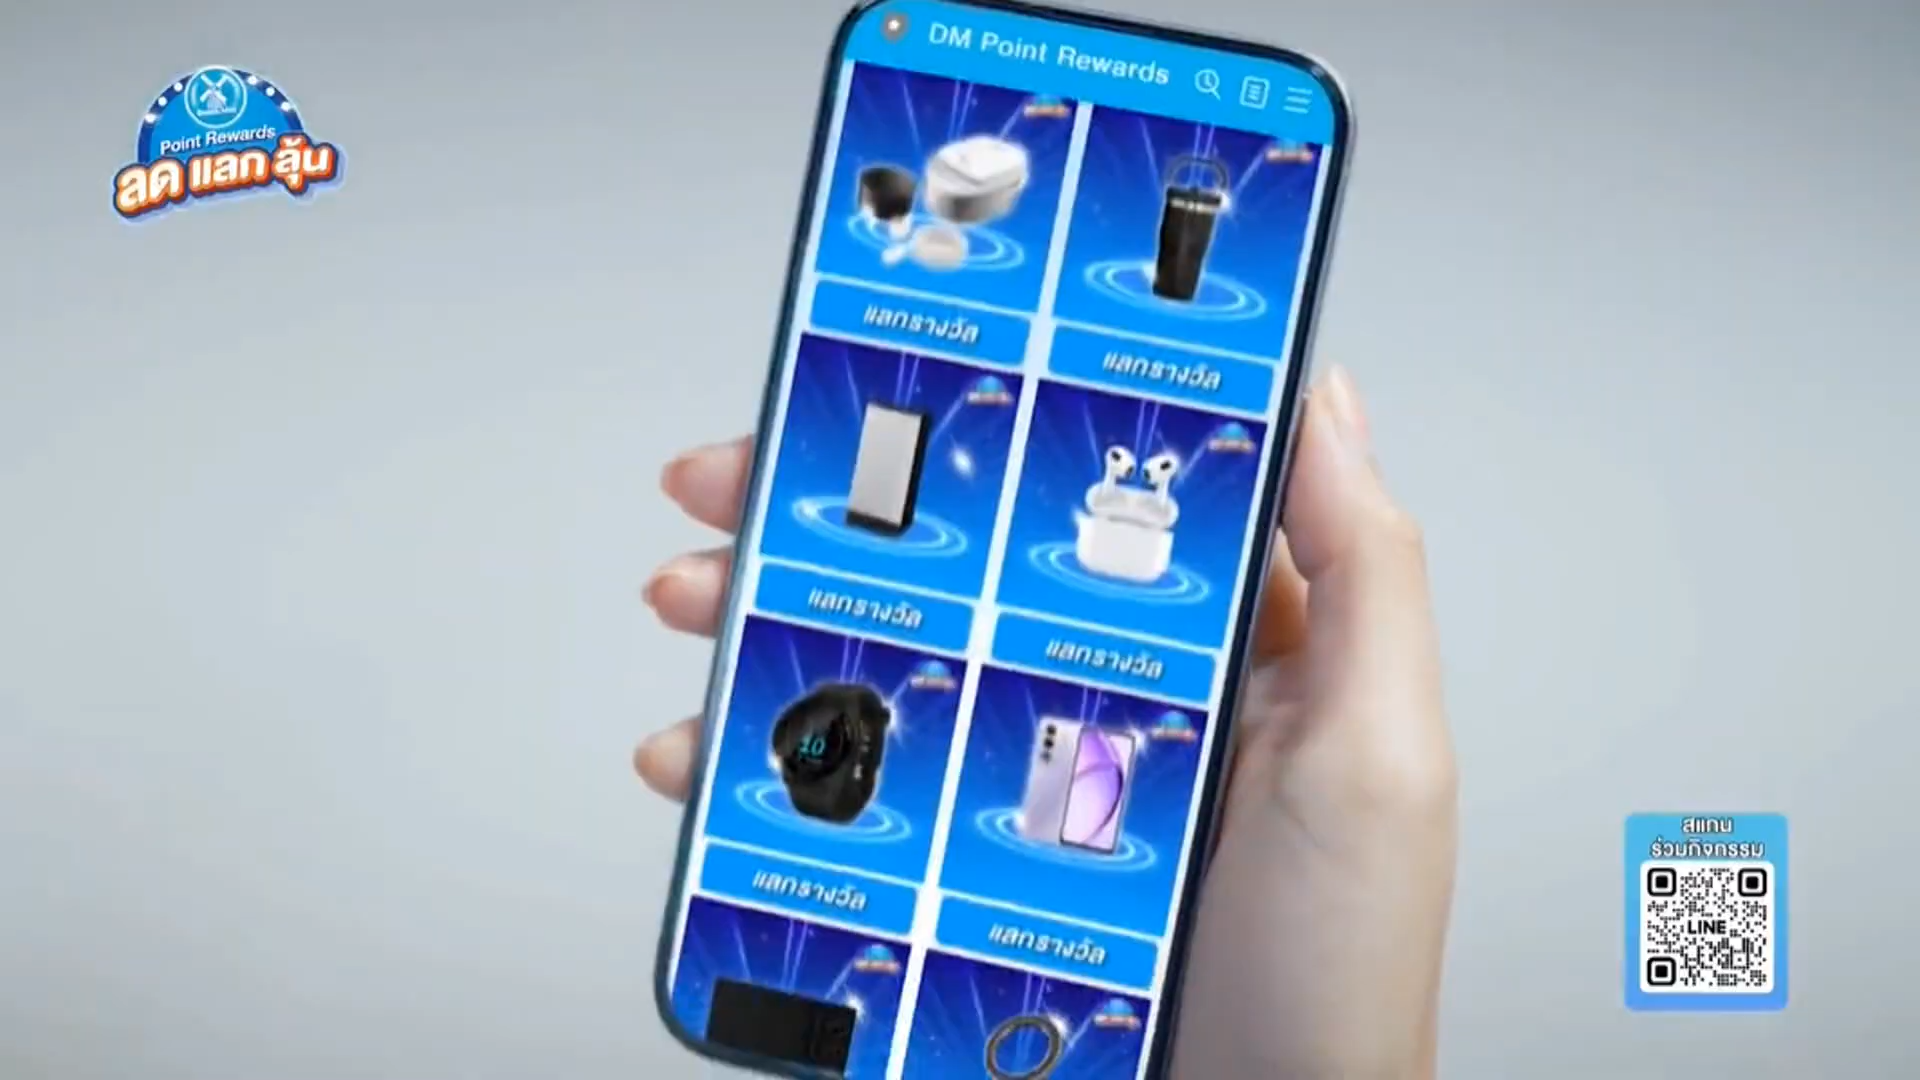 Point Rewards
ลด แลก ลุ้น
DM Point Rewards
แลกรางวัล
แลกรางวัล
แลกรางวัล
แลกรางวัล
10
แลกรางวัล
แลกรางวัล
สแกน
ร่วมกิจกรรม
LINE